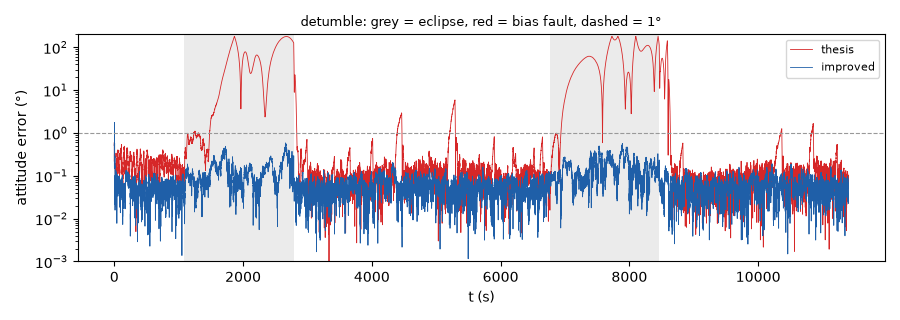 detumble: grey = eclipse, red = bias fault, dashed = 1°
attitude error (°)
10²
10¹
10⁰
10⁻¹
10⁻²
10⁻³
thesis
improved
0 2000 4000 6000 8000 10000
t (s)